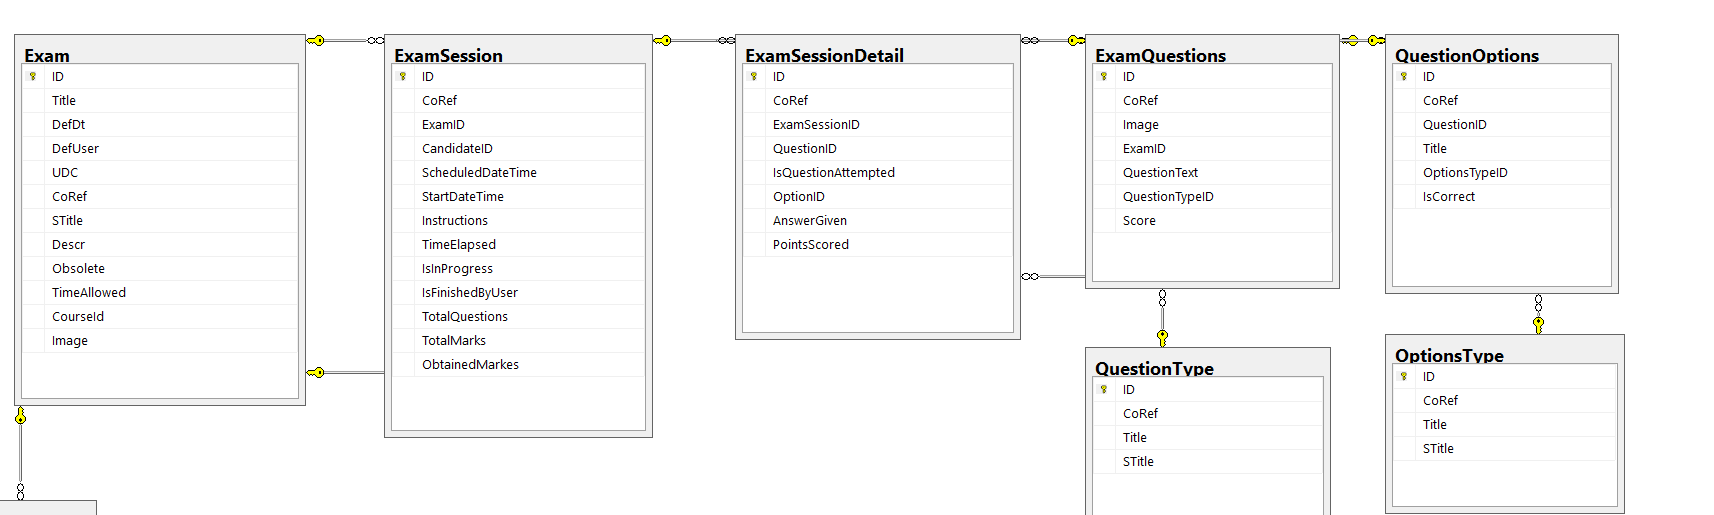 Exam
ID
Title
DefDt
DefUser
UDC
CoRef
STitle
Descr
Obsolete
TimeAllowed
CourseId
Image
ExamSession
ID
CoRef
ExamID
CandidateID
ScheduledDateTime
StartDateTime
Instructions
TimeElapsed
IsInProgress
IsFinishedByUser
TotalQuestions
TotalMarks
ObtainedMarkes
ExamSessionDetail
ID
CoRef
ExamSessionID
QuestionID
IsQuestionAttempted
OptionID
AnswerGiven
PointsScored
ExamQuestions
ID
CoRef
Image
ExamID
QuestionText
QuestionTypeID
Score
QuestionOptions
ID
CoRef
QuestionID
Title
OptionsTypeID
IsCorrect
QuestionType
ID
CoRef
Title
STitle
OptionsType
ID
CoRef
Title
STitle